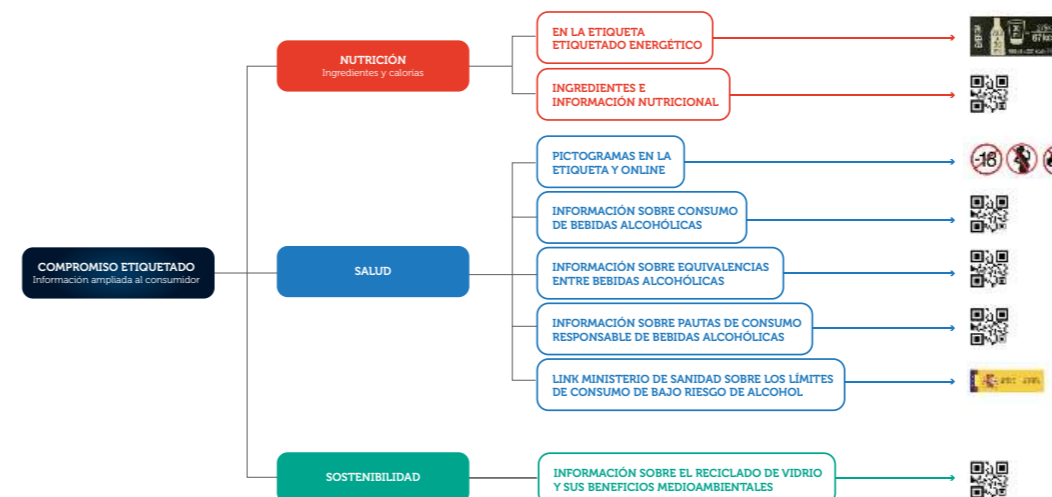 EN LA ETIQUETA
ETIQUETADO ENERGÉTICO
NUTRICIÓN
Ingredientes y calorías
INGREDIENTES E
INFORMACIÓN NUTRICIONAL
PICTOGRAMAS EN LA
ETIQUETA Y ONLINE
-18
INFORMACIÓN SOBRE CONSUMO
DE BEBIDAS ALCOHÓLICAS
COMPROMISO ETIQUETADO
Información ampliada al consumidor
SALUD
INFORMACIÓN SOBRE EQUIVALENCIAS
ENTRE BEBIDAS ALCOHÓLICAS
INFORMACIÓN SOBRE PAUTAS DE CONSUMO
RESPONSABLE DE BEBIDAS ALCOHÓLICAS
LINK MINISTERIO DE SANIDAD SOBRE LOS LÍMITES
DE CONSUMO DE BAJO RIESGO DE ALCOHOL
SOSTENIBILIDAD
INFORMACIÓN SOBRE EL RECICLADO DE VIDRIO
Y SUS BENEFICIOS MEDIOAMBIENTALES